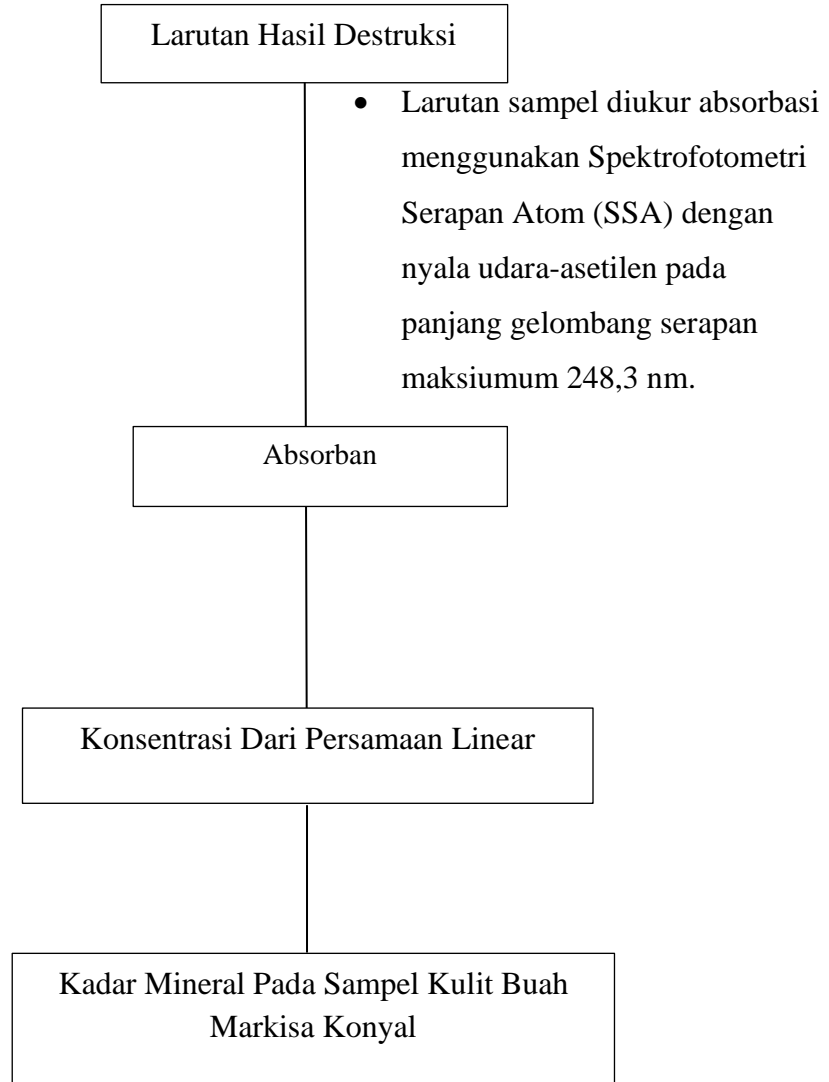 Larutan Hasil Destruksi
• Larutan sampel diukur absorbasi
menggunakan Spektrofotometri
Serapan Atom (SSA) dengan
nyala udara-asetilen pada
panjang gelombang serapan
maksiumum 248,3 nm.
Absorban
Konsentrasi Dari Persamaan Linear
Kadar Mineral Pada Sampel Kulit Buah
Markisa Konyal